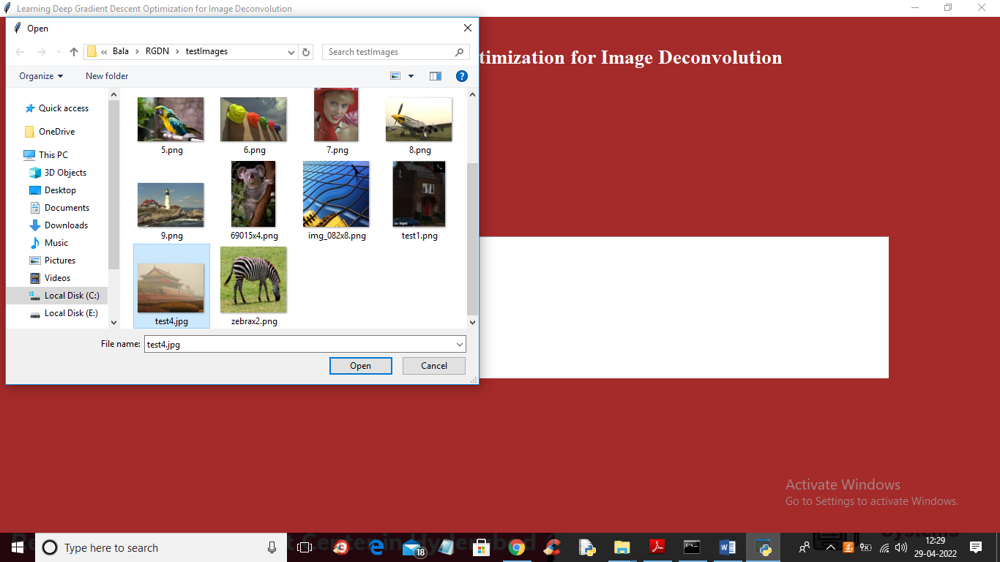 Learning Deep Gradient Descent Optimization for Image Deconvolution
Open
« Bala › RGDN › testImages
Search testImages
timization for Image Deconvolution
Organize
New folder
?
Quick access
OneDrive
This PC
3D Objects
Desktop
Documents
Downloads
Music
Pictures
Videos
Local Disk (C:)
Local Disk (E:)
5.png
6.png
7.png
8.png
9.png
69015x4.png
img_082x8.png
test1.png
test4.jpg
zebrax2.png
File name:
test4.jpg
Open
Cancel
Activate Windows
Go to Settings to activate Windows.
Type here to search
18
12:29
29-04-2022